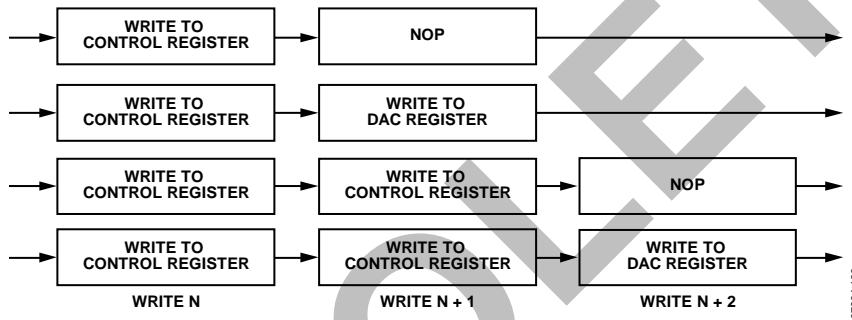 WRITE TO
CONTROL REGISTER
NOP
WRITE TO
CONTROL REGISTER
WRITE TO
DAC REGISTER
WRITE TO
CONTROL REGISTER
WRITE TO
CONTROL REGISTER
NOP
WRITE TO
CONTROL REGISTER
WRITE TO
CONTROL REGISTER
WRITE TO
DAC REGISTER
WRITE N
WRITE N + 1
WRITE N + 2